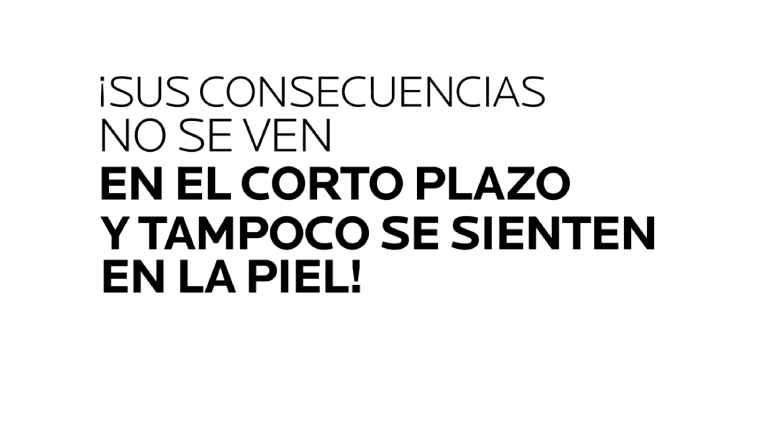 ¡SUS CONSECUENCIAS
NO SE VEN
EN EL CORTO PLAZO
Y TAMPOCO SE SIENTEN
EN LA PIEL!